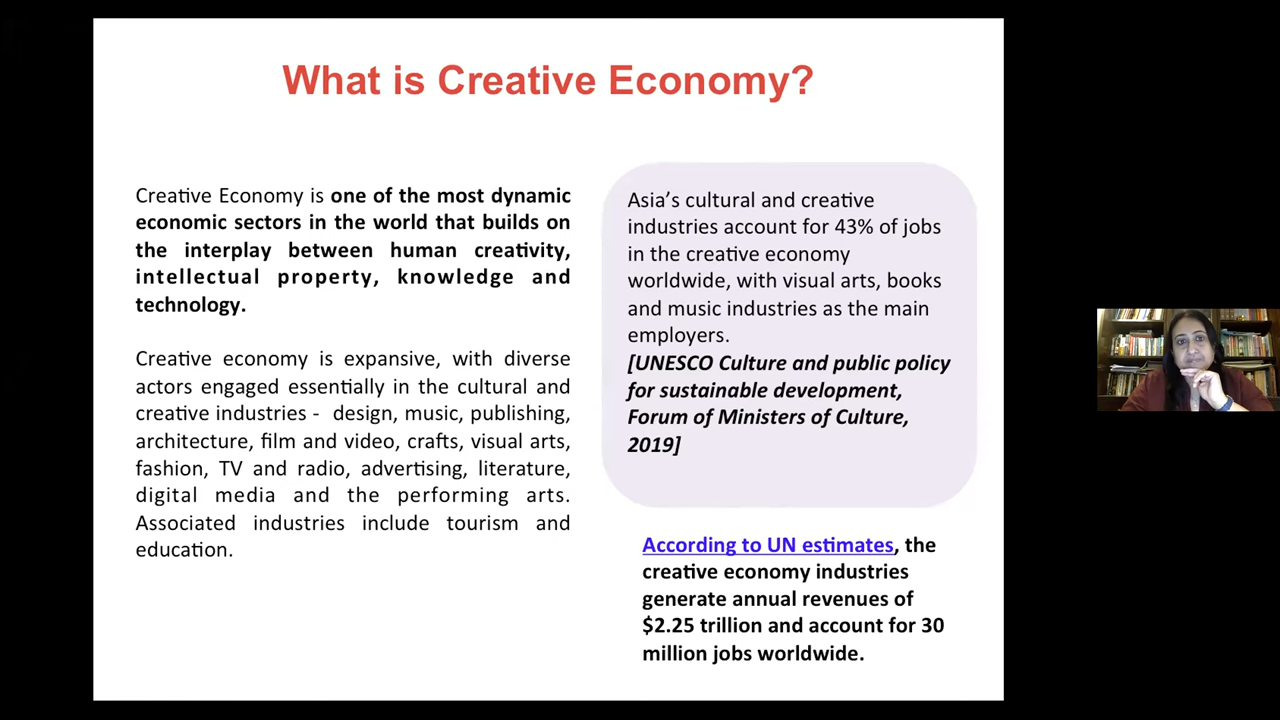 What is Creative Economy?
Creative Economy is one of the most dynamic
economic sectors in the world that builds on
the interplay between human creativity,
intellectual property, knowledge and
technology.
Creative economy is expansive, with diverse
actors engaged essentially in the cultural and
creative industries - design, music, publishing,
architecture, film and video, crafts, visual arts,
fashion, TV and radio, advertising, literature,
digital media and the performing arts.
Associated industries include tourism and
education.
Asia’s cultural and creative
industries account for 43% of jobs
in the creative economy
worldwide, with visual arts, books
and music industries as the main
employers.
[UNESCO Culture and public policy
for sustainable development,
Forum of Ministers of Culture,
2019]
According to UN estimates, the
creative economy industries
generate annual revenues of
$2.25 trillion and account for 30
million jobs worldwide.